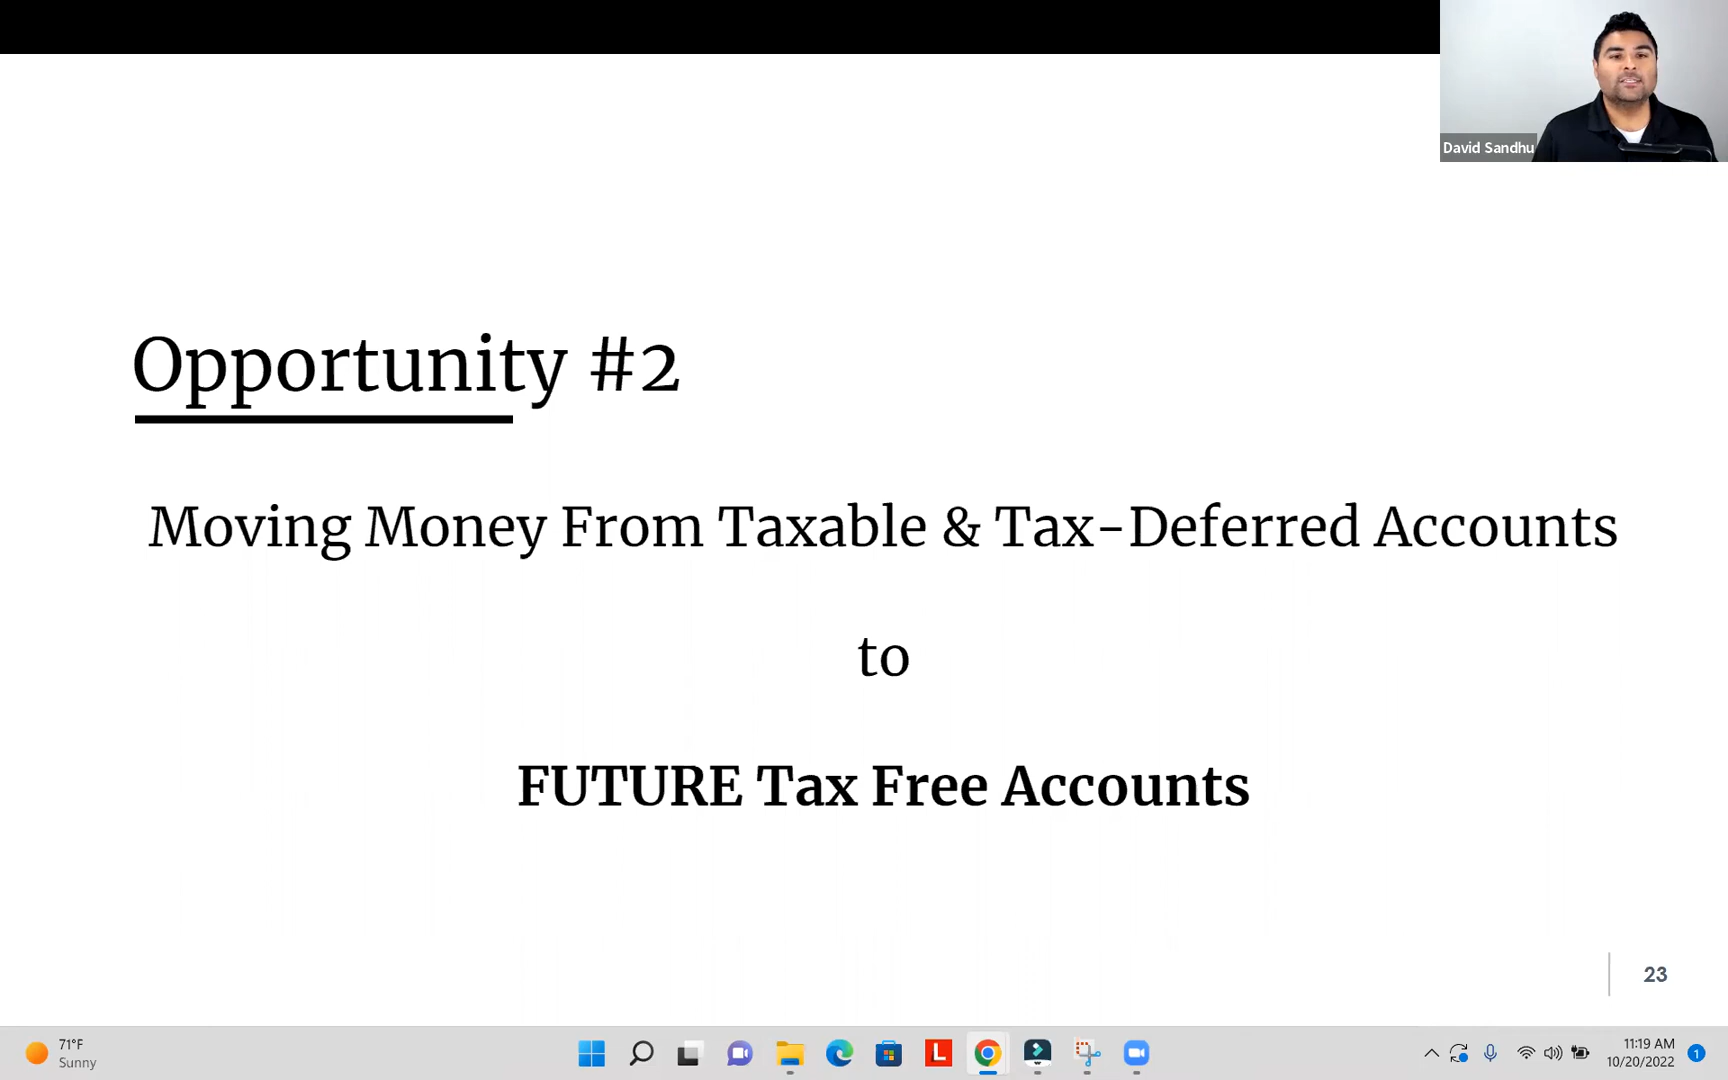 David Sandhu
Opportunity #2
Moving Money From Taxable & Tax-Deferred Accounts
to
FUTURE Tax Free Accounts
23
71°F
Sunny
L
11:19 AM
10/20/2022
1